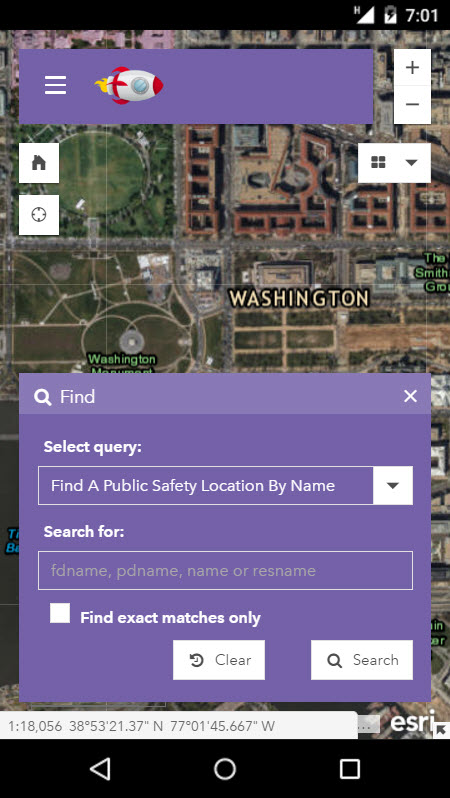 H
7:01
+
−
WASHINGTON
The
Smith
Gro
Washington
Monument
Find
×
Select query:
Find A Public Safety Location By Name
Search for:
fdname, pdname, name or resname
Find exact matches only
Clear
Search
1:18,056 38°53'21.37" N 77°01'45.667" W
...
esri